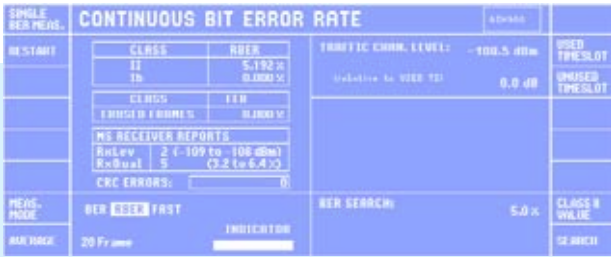 SINGLE
BER MEAS.
CONTINUOUS BIT ERROR RATE
RESTART
CLASS RBER
II 5.192 %
Ib 0.000 %
CLASS FER
ERASED FRAMES 0.000 %
MS RECEIVER REPORTS
RxLev 2 (-109 to -108 dBm)
RxQual 5 (3.2 to 6.4 %)
CRC ERRORS: 0
TRAFFIC CHAN. LEVEL: -108.5 dBm
(relative to USED TS) 0.0 dB
USED
TIMESLOT
UNUSED
TIMESLOT
MEAS.
MODE
BER RBER FAST
INDICATOR
AVERAGE
20 Frame
BER SEARCH: 5.0 %
CLASS II
VALUE
SEARCH